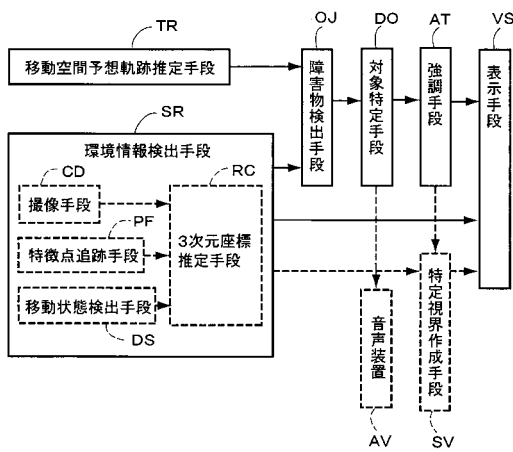 TR
移動空間予想軌跡推定手段
SR
環境情報検出手段
CD
撮像手段
PF
特徴点追跡手段
移動状態検出手段
DS
RC
3次元座標
推定手段
OJ
障害物検出手段
DO
対象特定手段
AT
強調手段
VS
表示手段
音声装置
AV
特定視界作成手段
SV